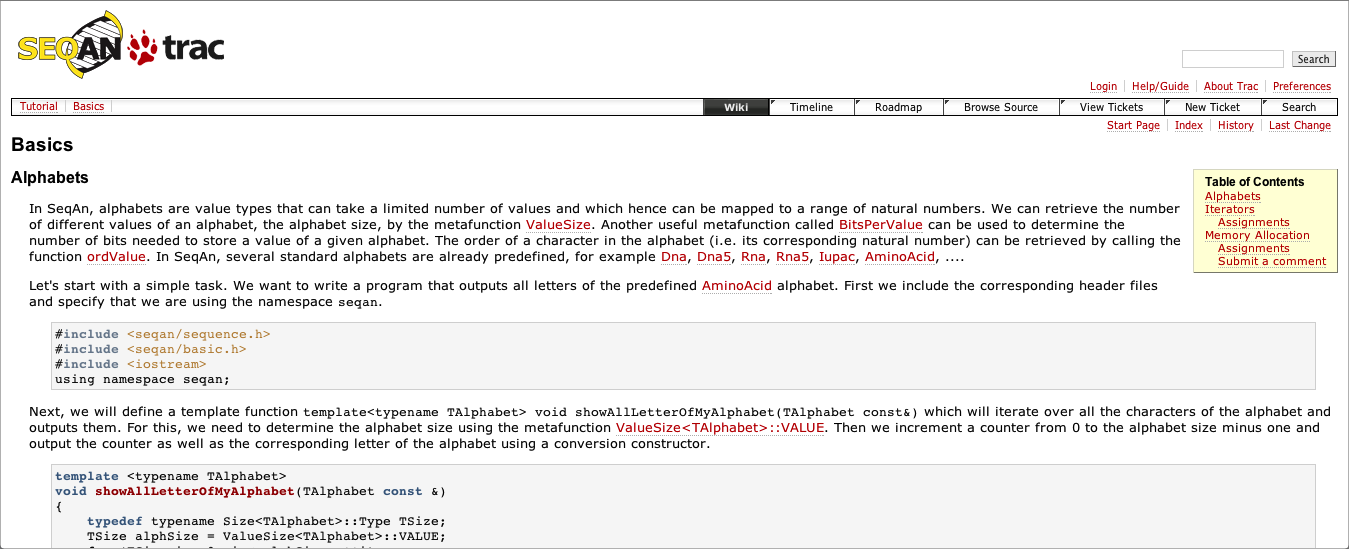 SEQAN trac
Search
Login Help/Guide About Trac Preferences
Tutorial Basics Wiki Timeline Roadmap Browse Source View Tickets New Ticket Search
Start Page Index History Last Change
Basics
Alphabets
In SeqAn, alphabets are value types that can take a limited number of values and which hence can be mapped to a range of natural numbers. We can retrieve the number
of different values of an alphabet, the alphabet size, by the metafunction ValueSize. Another useful metafunction called BitsPerValue can be used to determine the
number of bits needed to store a value of a given alphabet. The order of a character in the alphabet (i.e. its corresponding natural number) can be retrieved by calling the
function ordValue. In SeqAn, several standard alphabets are already predefined, for example Dna, Dna5, Rna, Rna5, Iupac, AminoAcid, ....
Table of Contents
Alphabets
Iterators
Assignments
Memory Allocation
Assignments
Submit a comment
Let's start with a simple task. We want to write a program that outputs all letters of the predefined AminoAcid alphabet. First we include the corresponding header files
and specify that we are using the namespace seqan.
#include <seqan/sequence.h>
#include <seqan/basic.h>
#include <iostream>
using namespace seqan;
Next, we will define a template function template<typename TAlphabet> void showAllLetterOfMyAlphabet(TAlphabet const&) which will iterate over all the characters of the alphabet and
outputs them. For this, we need to determine the alphabet size using the metafunction ValueSize<TAlphabet>::VALUE. Then we increment a counter from 0 to the alphabet size minus one and
output the counter as well as the corresponding letter of the alphabet using a conversion constructor.
template <typename TAlphabet>
void showAllLetterOfMyAlphabet(TAlphabet const &)
{
typedef typename Size<TAlphabet>::Type TSize;
TSize alphSize = ValueSize<TAlphabet>::VALUE;